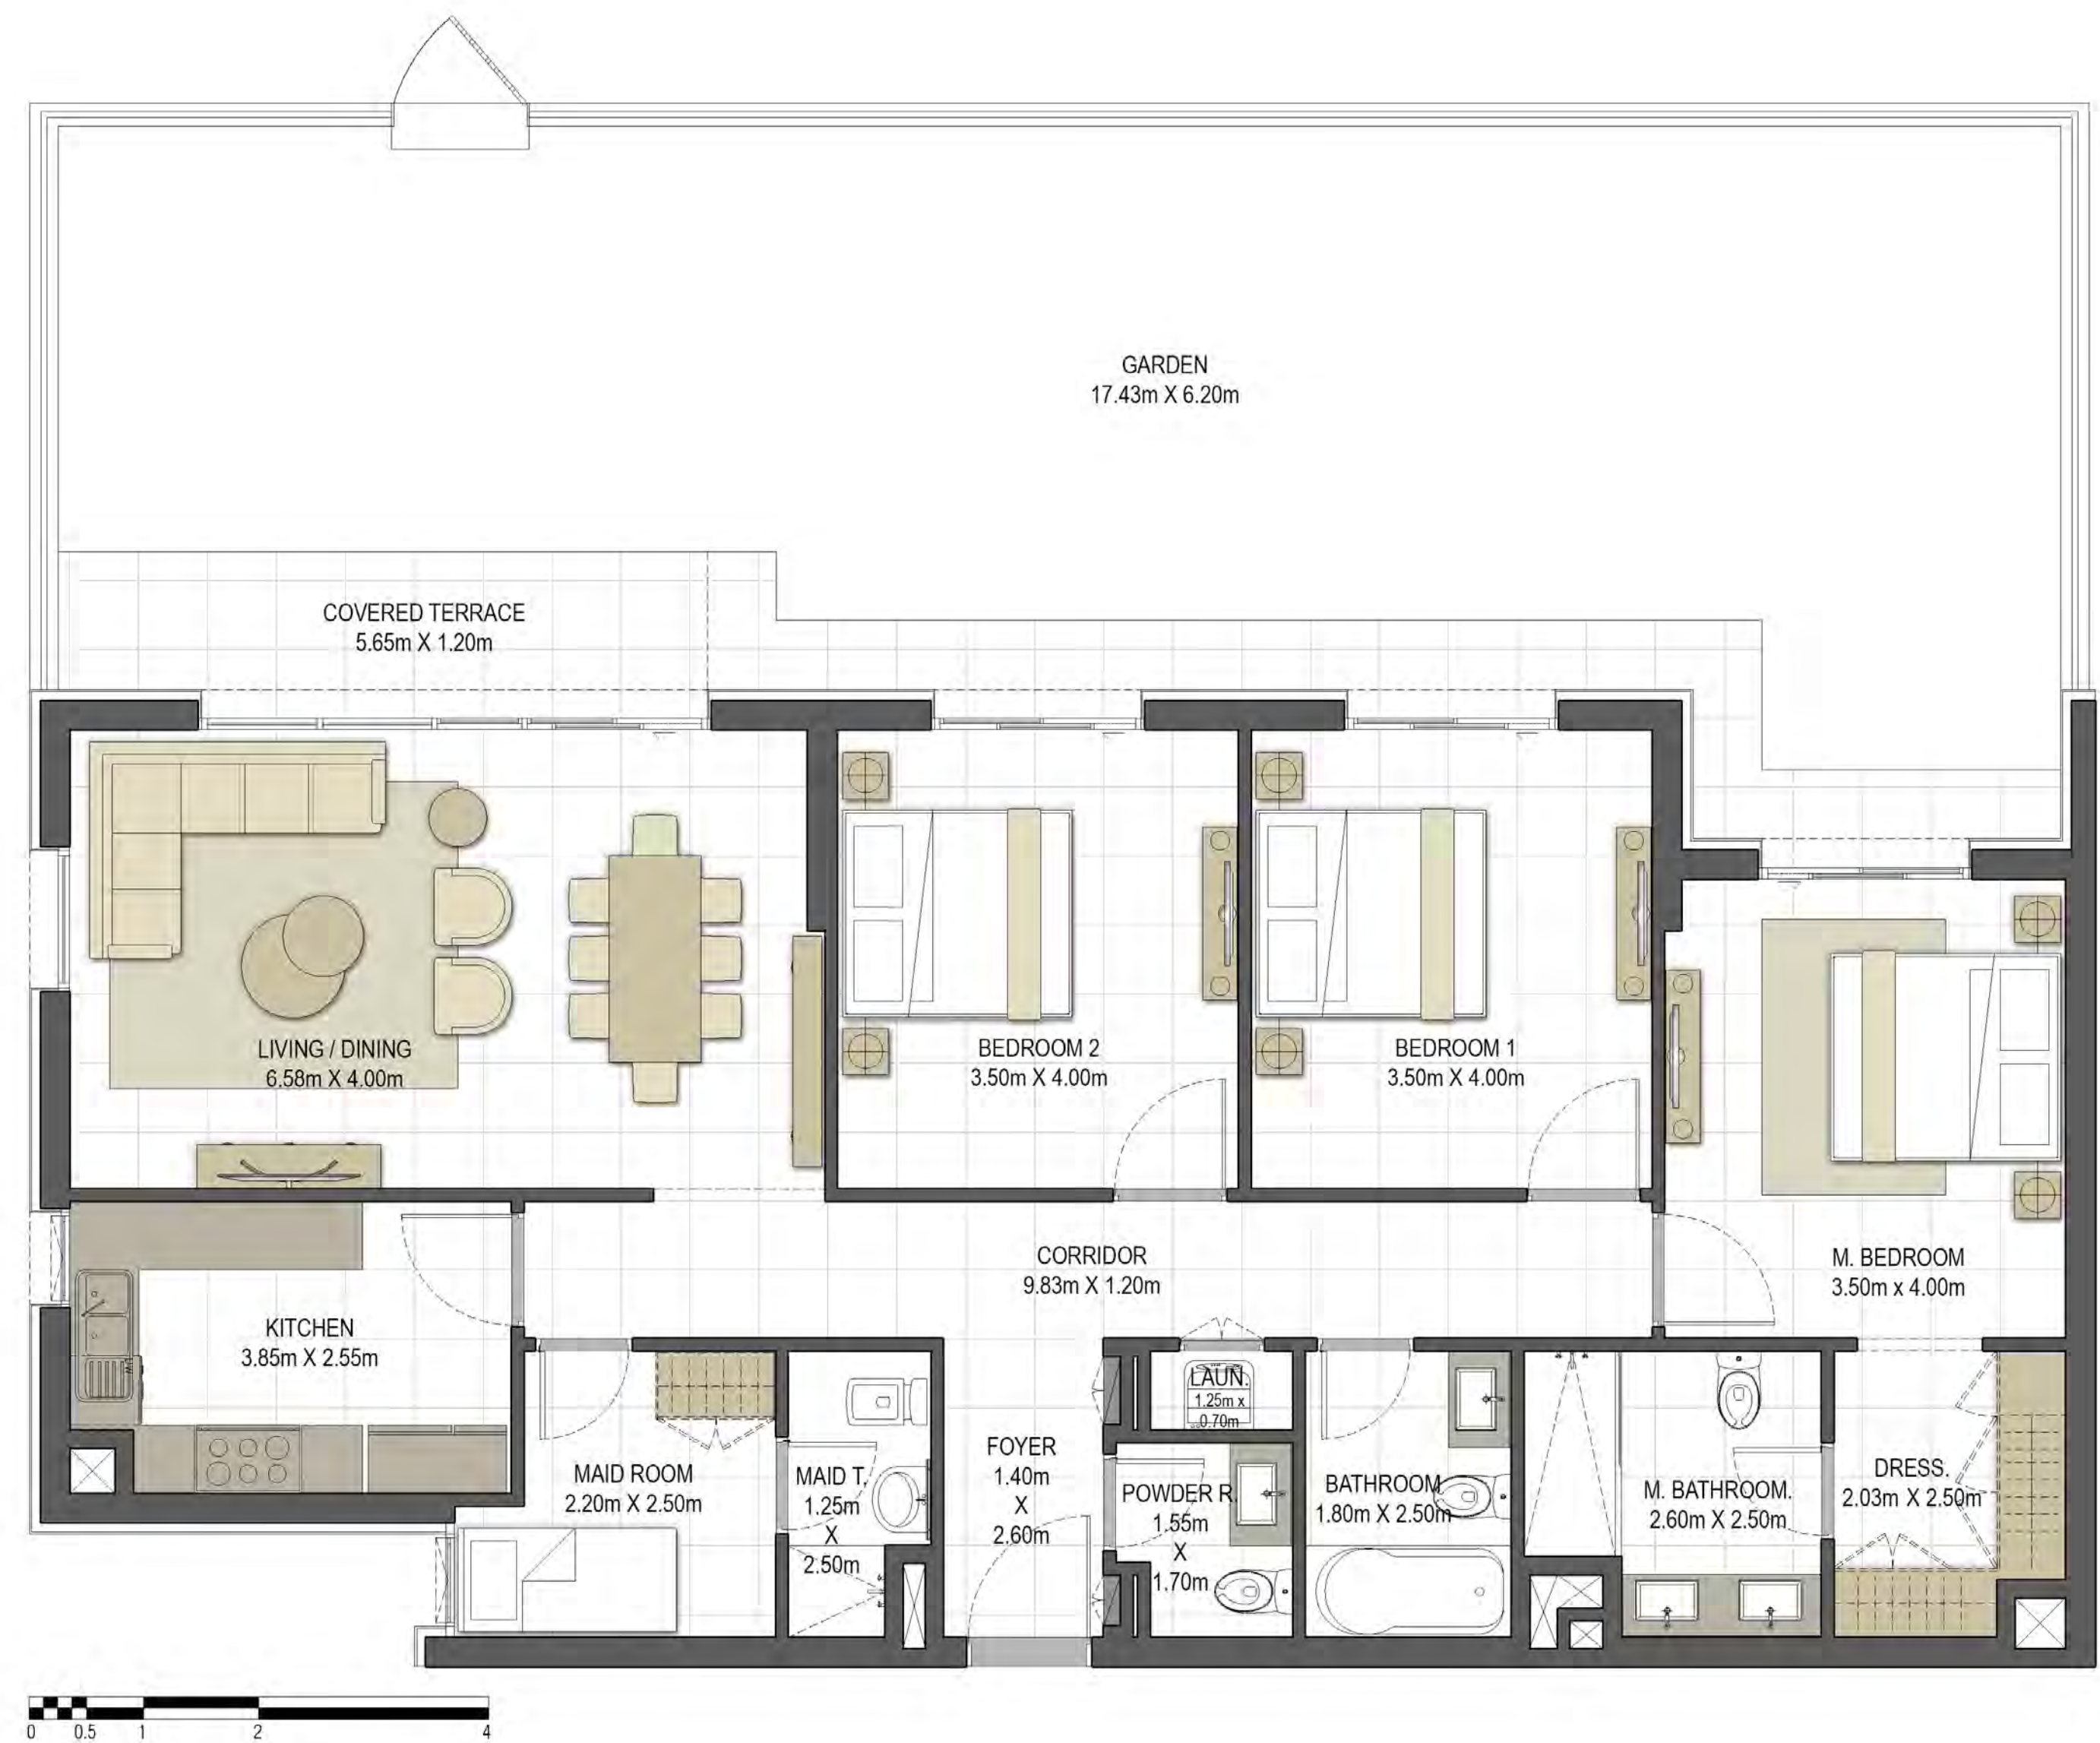 GARDEN
17.43m X 6.20m
COVERED TERRACE
5.65m X 1.20m
LIVING / DINING
6.58m X 4.00m
BEDROOM 2
3.50m X 4.00m
BEDROOM 1
3.50m X 4.00m
M. BEDROOM
3.50m x 4.00m
CORRIDOR
9.83m X 1.20m
KITCHEN
3.85m X 2.55m
MAID ROOM
2.20m X 2.50m
MAID T.
1.25m
X
2.50m
FOYER
1.40m
X
2.60m
LAUN.
1.25m x
0.70m
POWDER R.
1.55m
X
1.70m
BATHROOM
1.80m X 2.50m
M. BATHROOM.
2.60m X 2.50m
DRESS.
2.03m X 2.50m
0 0.5 1 2 4